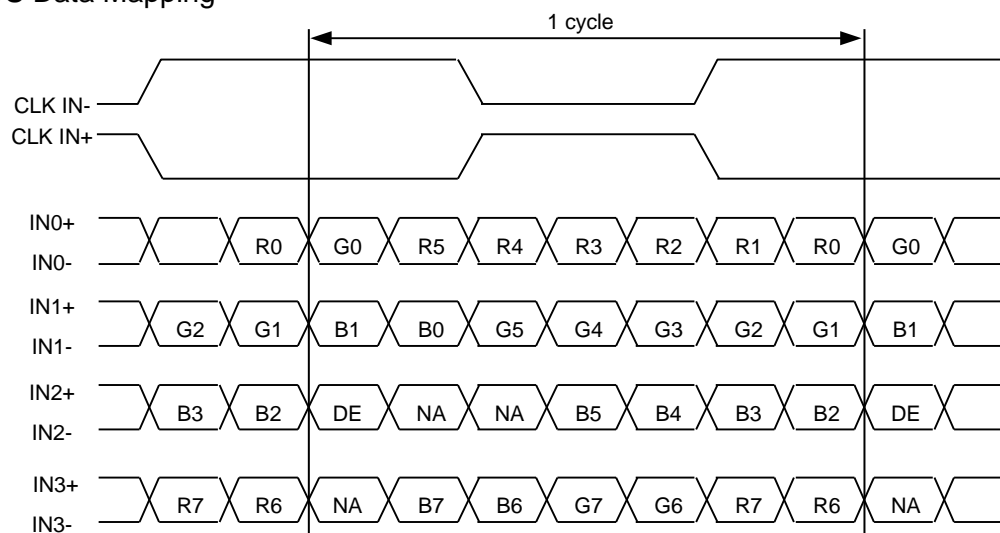 Data Mapping
1 cycle
CLK IN-
CLK IN+
IN0+
IN0-
R0 G0 R5 R4 R3 R2 R1 R0 G0
IN1+
IN1-
G2 G1 B1 B0 G5 G4 G3 G2 G1 B1
IN2+
IN2-
B3 B2 DE NA NA B5 B4 B3 B2 DE
IN3+
IN3-
R7 R6 NA B7 B6 G7 G6 R7 R6 NA